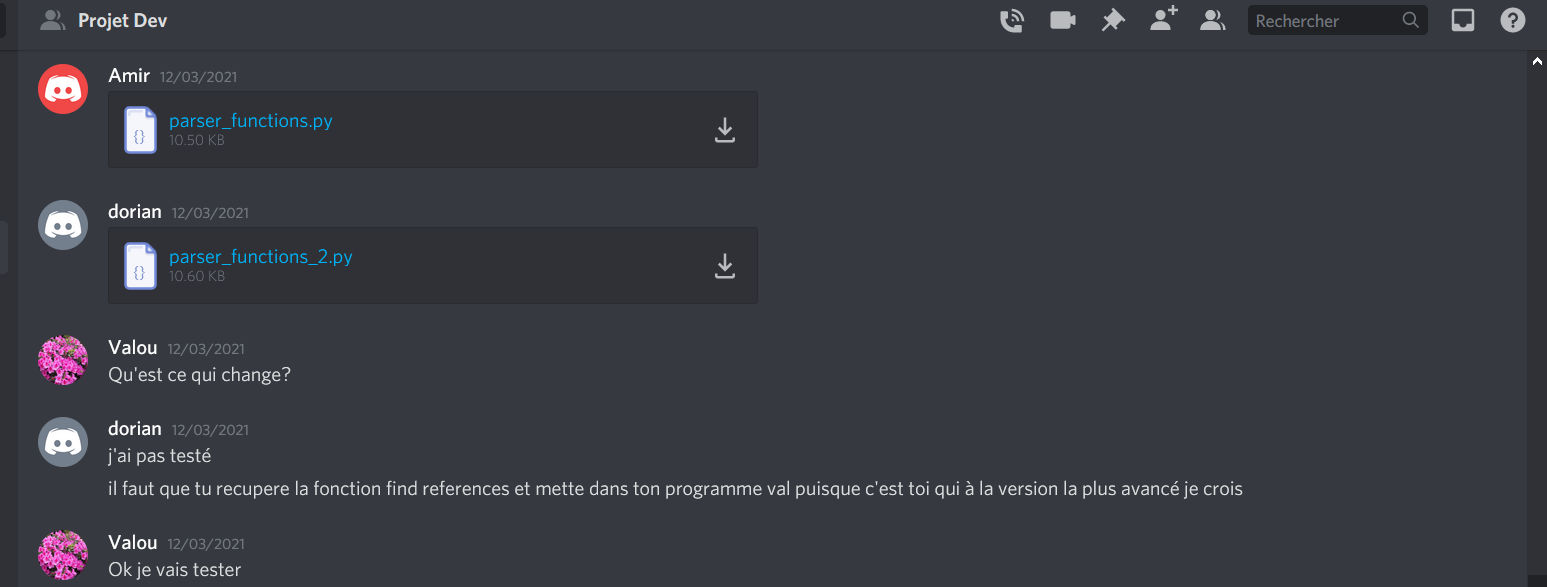 Projet Dev
Rechercher
Amir 12/03/2021
parser_functions.py
10.50 KB
dorian 12/03/2021
parser_functions_2.py
10.60 KB
Valou 12/03/2021
Qu'est ce qui change?
dorian 12/03/2021
j'ai pas testé
il faut que tu recupere la fonction find references et mette dans ton programme val puisque c'est toi qui à la version la plus avancé je crois
Valou 12/03/2021
Ok je vais tester